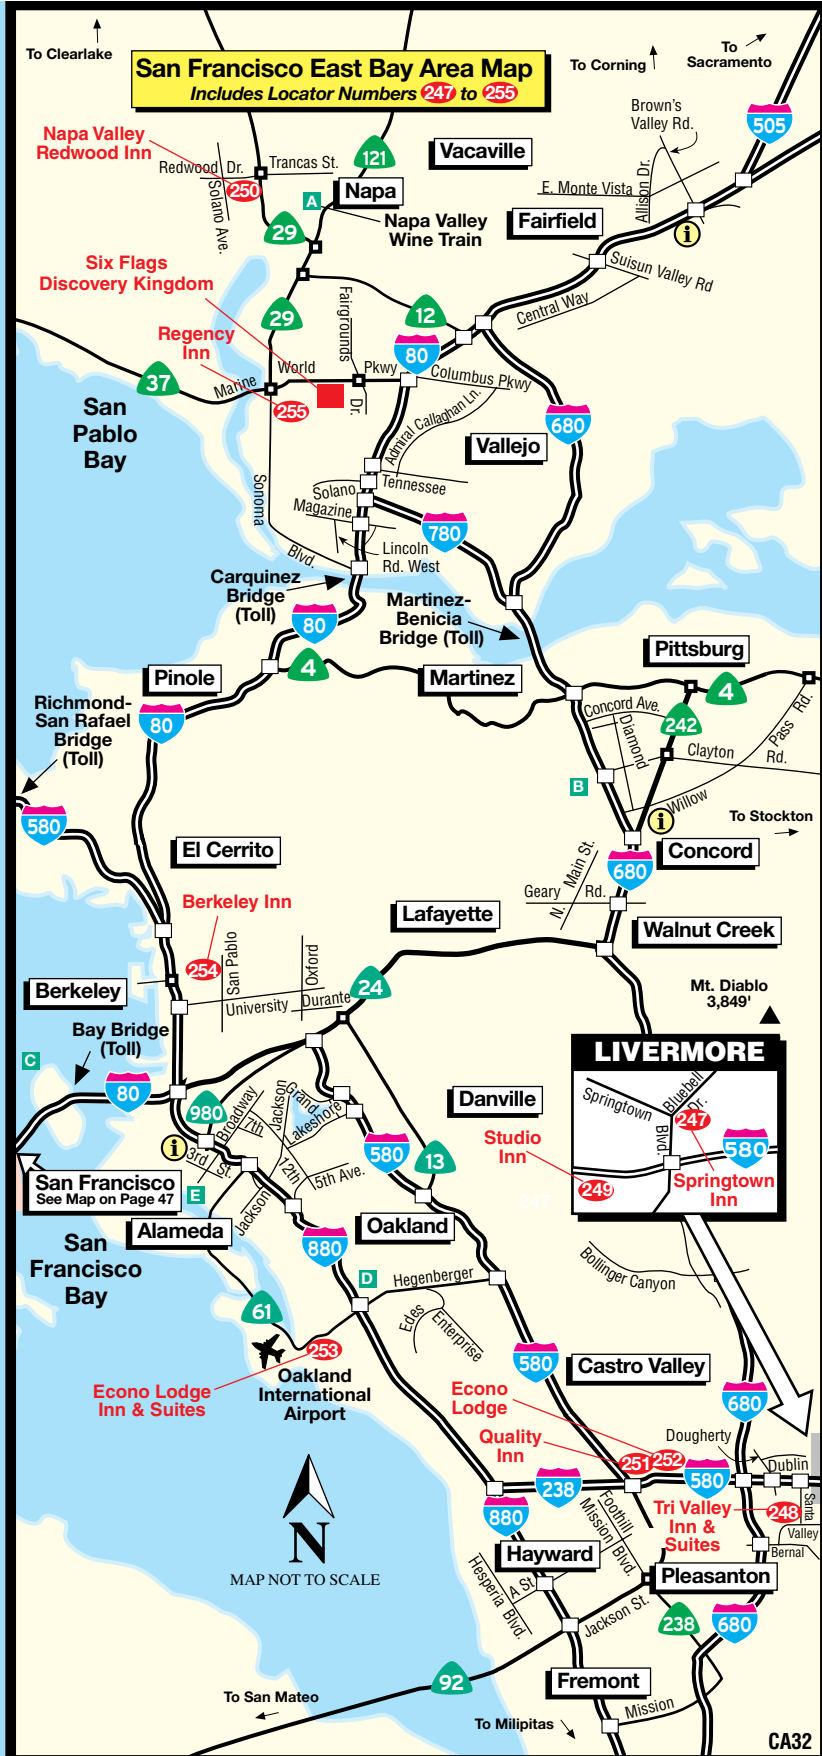 To Clearlake
San Francisco East Bay Area Map
Includes Locator Numbers 247 to 255
To Corning
To
Sacramento
505
Brown's
Valley Rd.
Napa Valley
Redwood Inn
Redwood Dr.
Trancas St.
250
Solano Ave.
121
Vacaville
A
Napa
Napa Valley
Wine Train
E. Monte Vista
Allison Dr.
Fairfield
i
29
Six Flags
Discovery Kingdom
Suisun Valley Rd
Central Way
29
Fairgrounds
Dr.
12
80
Regency
Inn
37
Marine
World
Pkwy
Columbus Pkwy
255
San
Pablo
Bay
Admiral Callaghan Ln.
680
Vallejo
Sonoma
Blvd.
Solano
Tennessee
Magazine
780
Lincoln
Rd. West
Carquinez
Bridge
(Toll)
Martinez-
Benicia
Bridge (Toll)
80
4
Pinole
Martinez
Pittsburg
4
Richmond-
San Rafael
Bridge
(Toll)
80
Concord Ave.
242
Diamond
Clayton
Rd.
Pass Rd.
Willow
B
580
i
To Stockton
El Cerrito
Concord
680
Geary
Rd.
N. Main St.
Berkeley Inn
Lafayette
Walnut Creek
254
San Pablo
Oxford
Berkeley
University
Durante
24
Mt. Diablo
3,849'
Bay Bridge
(Toll)
C
80
LIVERMORE
Springtown
Blvd.
Bluebell
Dr.
247
580
249
Springtown
Inn
Studio
Inn
Danville
980
Broadway
7th
Jackson
Grand
Lakeshore
580
13
i
3rd
St.
12th
5th Ave.
E
Jackson
San Francisco
See Map on Page 47
Alameda
Oakland
880
San
Francisco
Bay
D
Hegenberger
Bollinger Canyon
61
Edes
Enterprise
253
Oakland
International
Airport
Econo Lodge
Inn & Suites
580
Castro Valley
Econo
Lodge
680
Quality
Inn
251
252
Dougherty
Dublin
580
238
880
Tri Valley
Inn &
Suites
248
Santa
Valley
Bernal
Foothill
Mission Blvd.
N
MAP NOT TO SCALE
Hayward
Hesperia Blvd.
A St.
Pleasanton
Jackson St.
238
680
92
Fremont
Mission
To San Mateo
To Milipitas
CA32